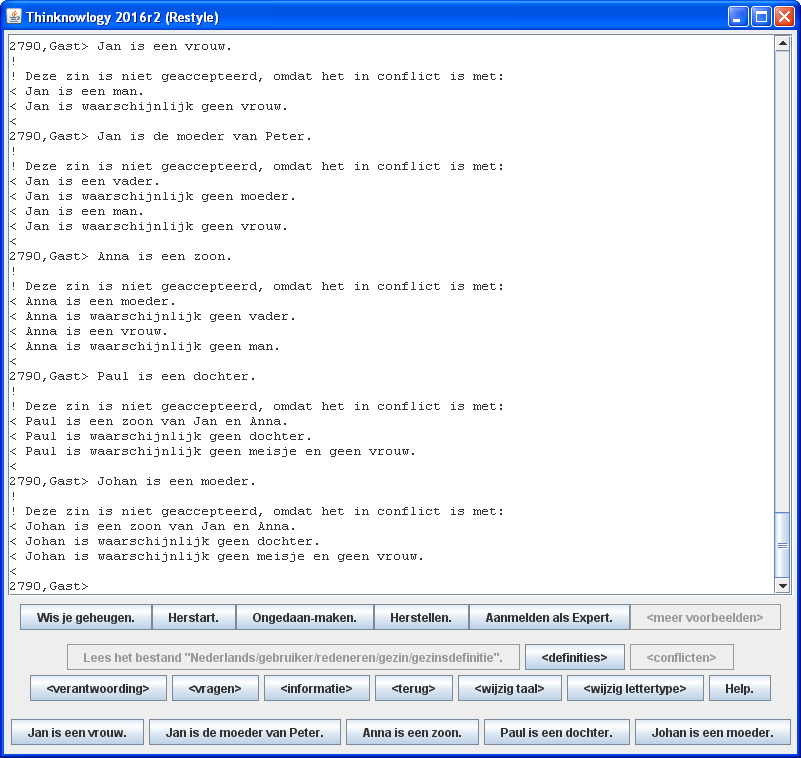 Thinknowlogy 2016r2 (Restyle)
2790,Gast> Jan is een vrouw.
!
! Deze zin is niet geaccepteerd, omdat het in conflict is met:
< Jan is een man.
< Jan is waarschijnlijk geen vrouw.
<
2790,Gast> Jan is de moeder van Peter.
!
! Deze zin is niet geaccepteerd, omdat het in conflict is met:
< Jan is een vader.
< Jan is waarschijnlijk geen moeder.
< Jan is een man.
< Jan is waarschijnlijk geen vrouw.
<
2790,Gast> Anna is een zoon.
!
! Deze zin is niet geaccepteerd, omdat het in conflict is met:
< Anna is een moeder.
< Anna is waarschijnlijk geen vader.
< Anna is een vrouw.
< Anna is waarschijnlijk geen man.
<
2790,Gast> Paul is een dochter.
!
! Deze zin is niet geaccepteerd, omdat het in conflict is met:
< Paul is een zoon van Jan en Anna.
< Paul is waarschijnlijk geen dochter.
< Paul is waarschijnlijk geen meisje en geen vrouw.
<
2790,Gast> Johan is een moeder.
!
! Deze zin is niet geaccepteerd, omdat het in conflict is met:
< Johan is een zoon van Jan en Anna.
< Johan is waarschijnlijk geen dochter.
< Johan is waarschijnlijk geen meisje en geen vrouw.
<
2790,Gast>
Wis je geheugen. Herstart. Ongedaan-maken. Herstellen. Aanmelden als Expert. <meer voorbeelden>
Lees het bestand "Nederlands/gebruiker/redeneren/gezin/gezinsdefinitie". <definities> <conflicten>
<verantwoording> <vragen> <informatie> <terug> <wijzig taal> <wijzig lettertype> Help.
Jan is een vrouw. Jan is de moeder van Peter. Anna is een zoon. Paul is een dochter. Johan is een moeder.